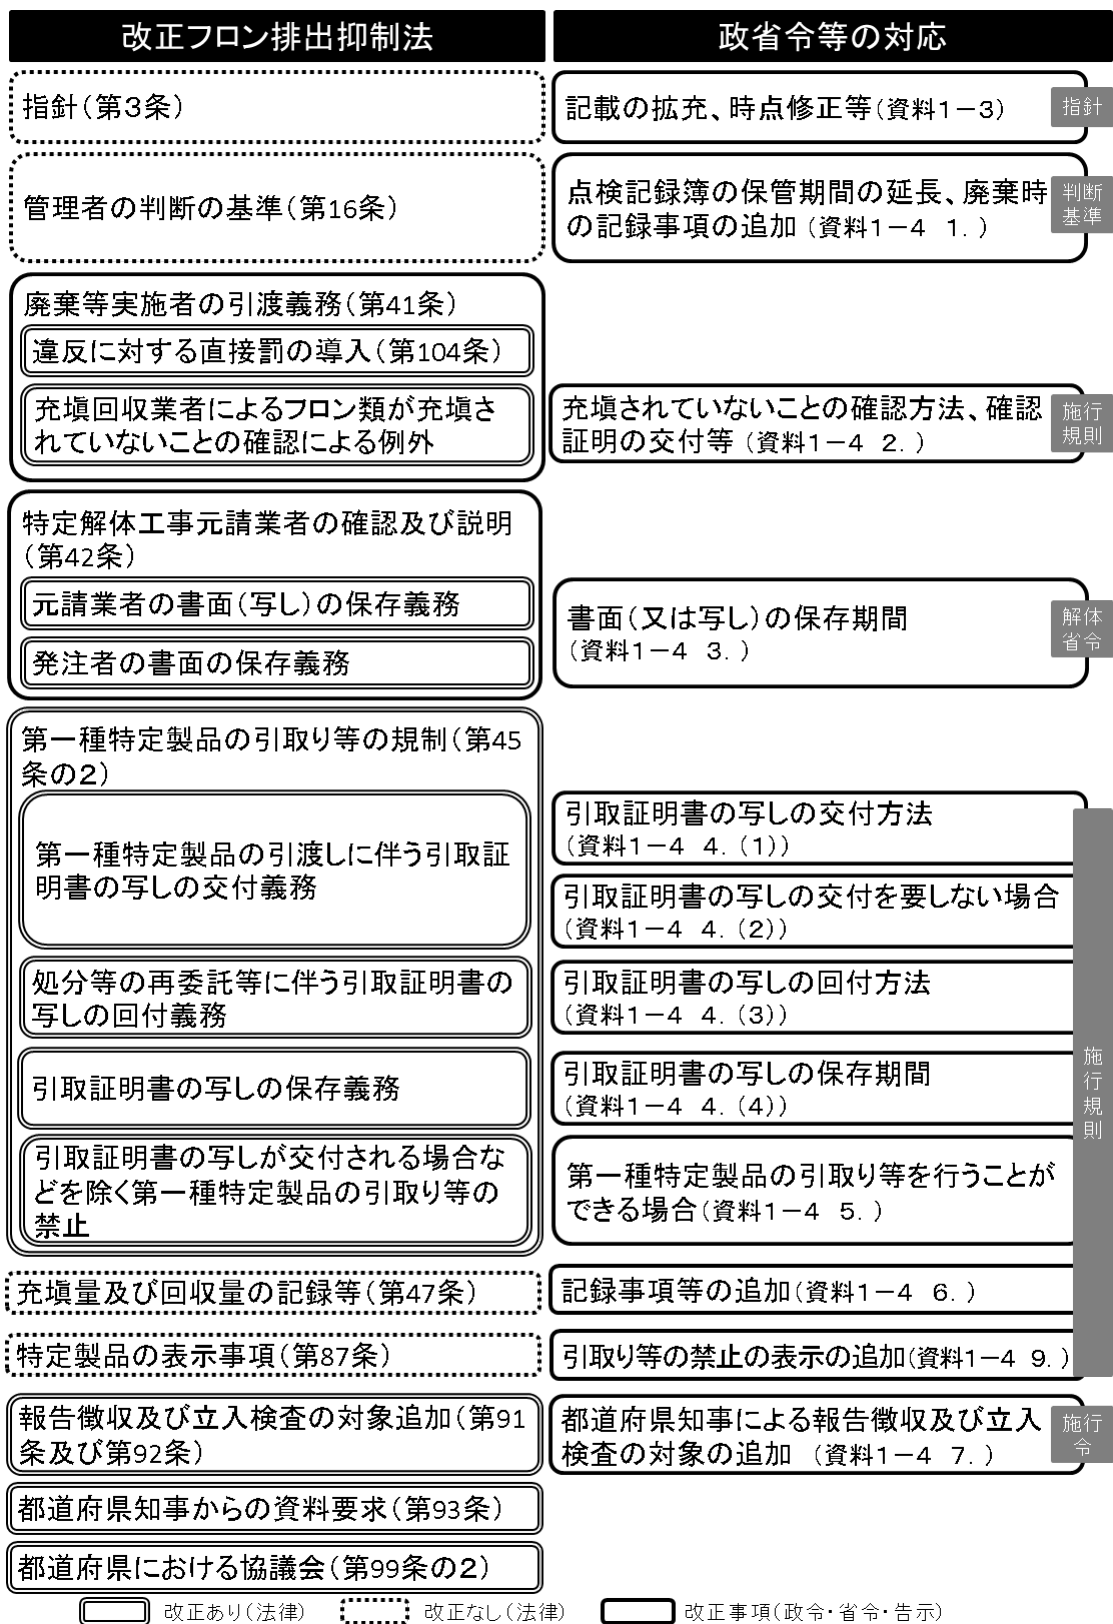 改正フロン排出抑制法
政省令等の対応
指針(第3条)
記載の拡充、時点修正等(資料1-3)
指針
管理者の判断の基準(第16条)
点検記録簿の保管期間の延長、廃棄時
の記録事項の追加 (資料1-4 1. )
判断
基準
廃棄等実施者の引渡義務(第41条)
違反に対する直接罰の導入(第104条)
充塡回収業者によるフロン類が充塡さ
れていないことの確認による例外
充塡されていないことの確認方法、確認
証明の交付等 (資料1-4 2. )
施行
規則
特定解体工事元請業者の確認及び説明
(第42条)
元請業者の書面(写し)の保存義務
発注者の書面の保存義務
書面(又は写し)の保存期間
(資料1-4 3. )
解体
省令
第一種特定製品の引取り等の規制(第45
条の2)
第一種特定製品の引渡しに伴う引取証
明書の写しの交付義務
引取証明書の写しの交付方法
(資料1-4 4. (1))
引取証明書の写しの交付を要しない場合
(資料1-4 4. (2))
処分等の再委託等に伴う引取証明書の
写しの回付義務
引取証明書の写しの回付方法
(資料1-4 4. (3))
引取証明書の写しの保存義務
引取証明書の写しの保存期間
(資料1-4 4. (4))
引取証明書の写しが交付される場合な
どを除く第一種特定製品の引取り等の
禁止
第一種特定製品の引取り等を行うことが
できる場合(資料1-4 5. )
施
行
規
則
充塡量及び回収量の記録等(第47条)
記録事項等の追加(資料1-4 6. )
特定製品の表示事項(第87条)
引取り等の禁止の表示の追加(資料1-4 9. )
報告徴収及び立入検査の対象追加(第91
条及び第92条)
都道府県知事による報告徴収及び立入
検査の対象の追加 (資料1-4 7. )
施行
令
都道府県知事からの資料要求(第93条)
都道府県における協議会(第99条の2)
改正あり(法律)
改正なし(法律)
改正事項(政令・省令・告示)